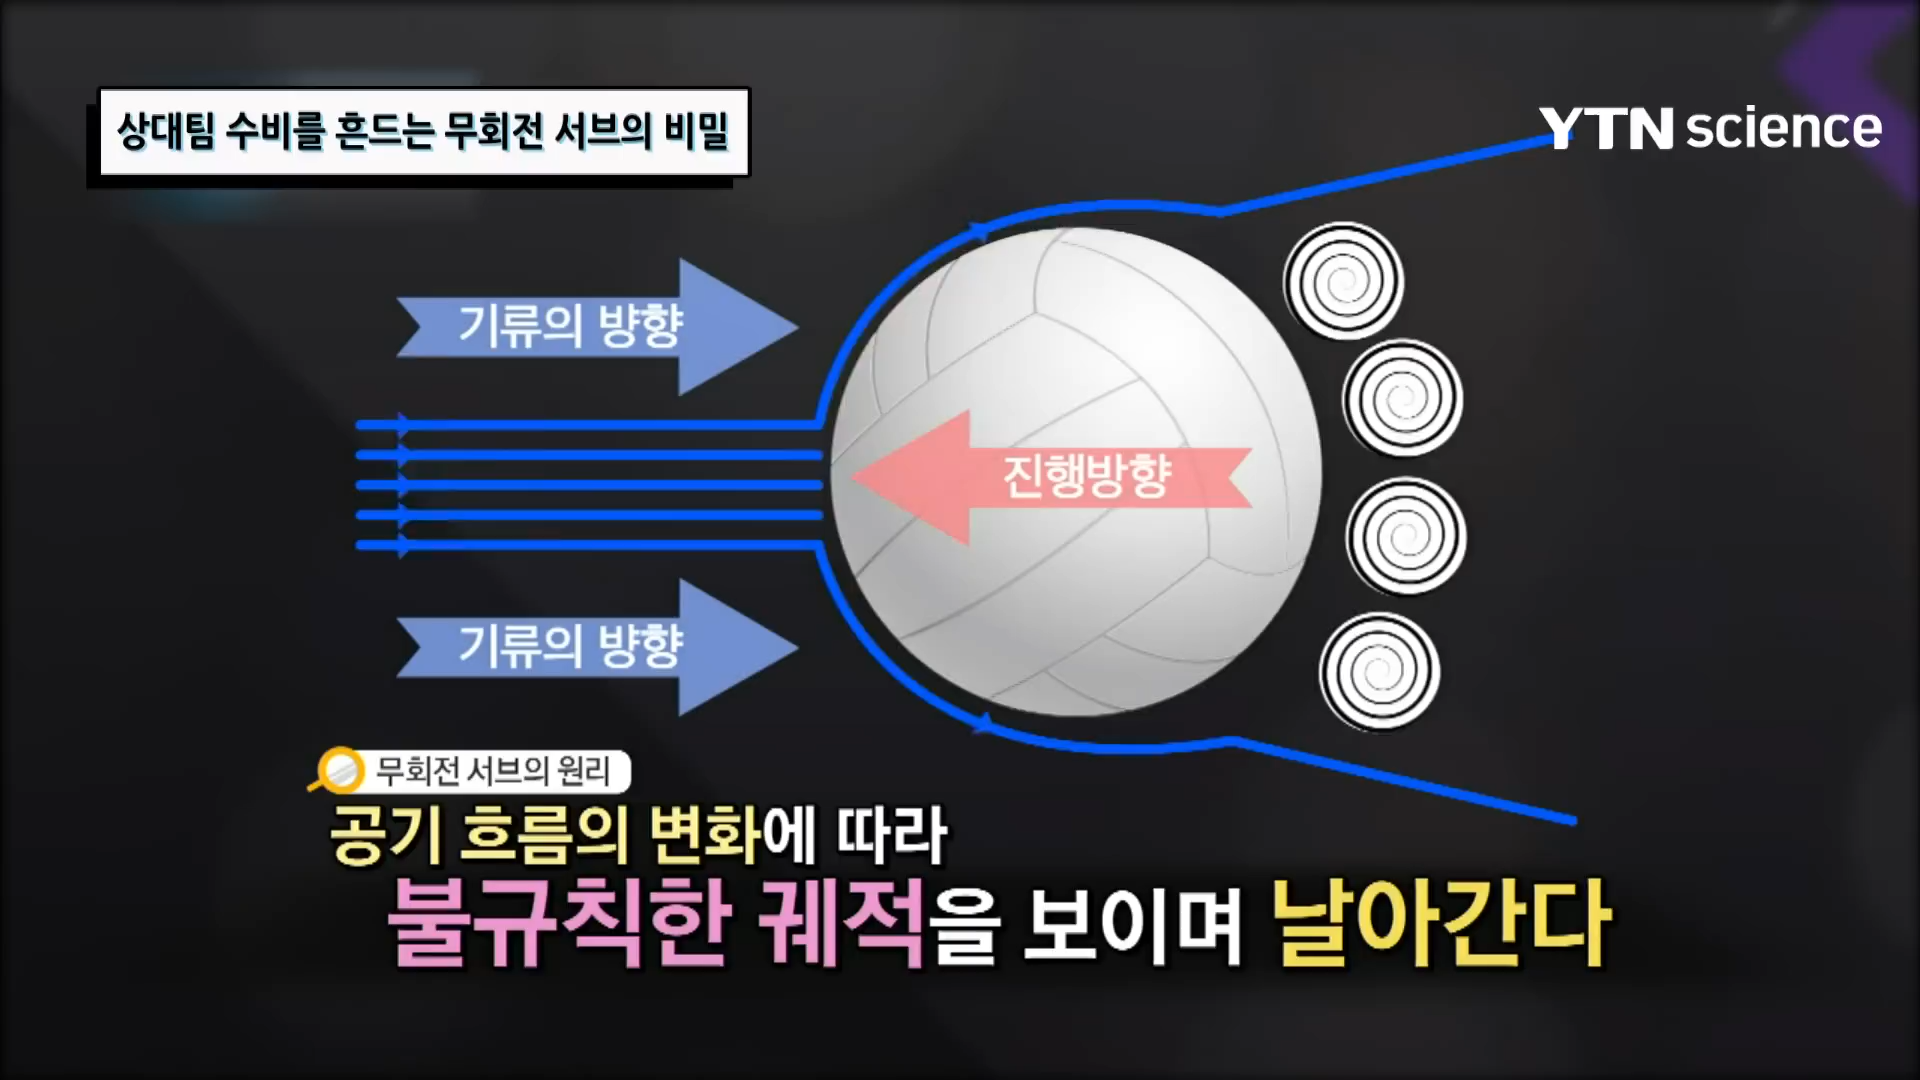 상대팀 수비를 흔드는 무회전 서브의 비밀
YTN science
기류의 방향
진행방향
기류의 방향
무회전 서브의 원리
공기 흐름의 변화에 따라
불규칙한 궤적을 보이며 날아간다